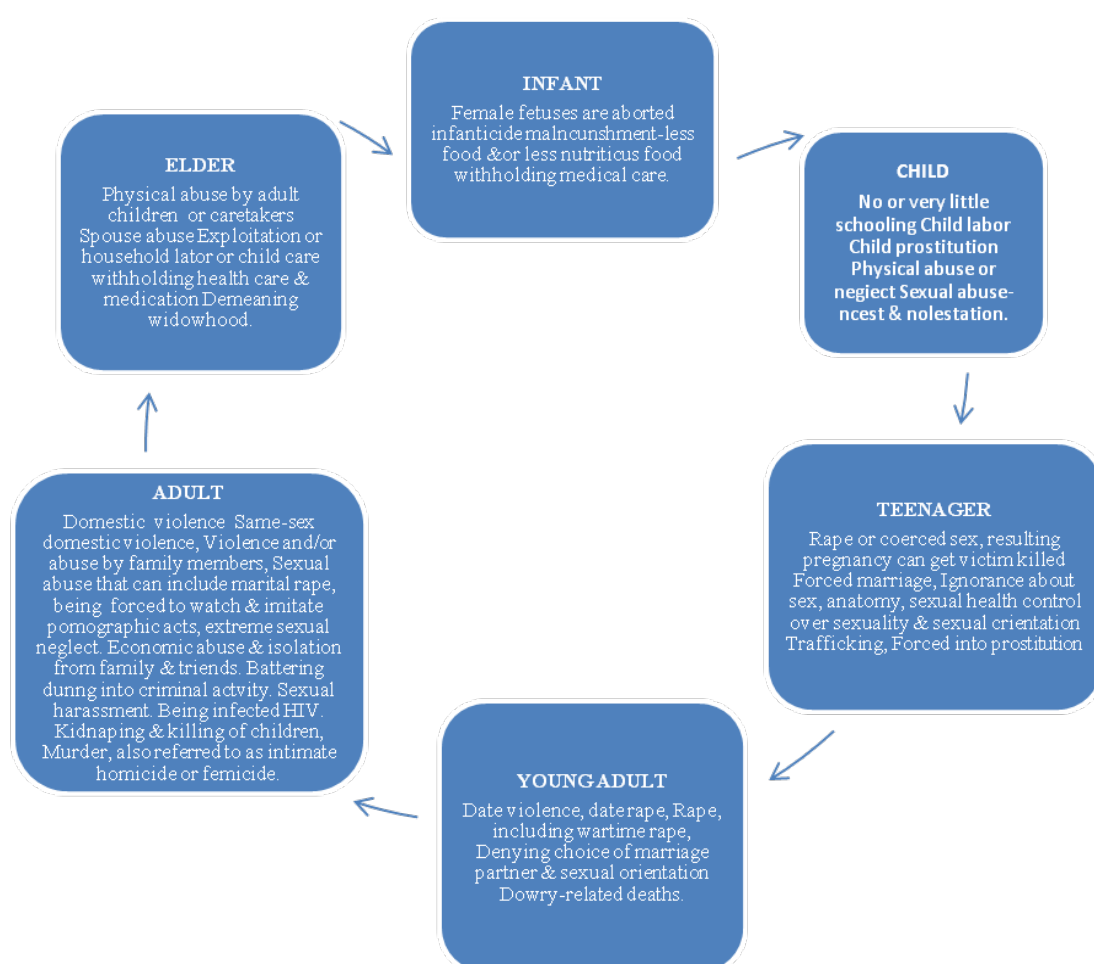 INFANT
Female fetuses are aborted
infanticide malncunshment-less
food &or less nutriticus food
withholding medical care.
CHILD
No or very little
schooling Child labor
Child prostitution
Physical abuse or
neglect Sexual abuse-
ncest & nolestation.
TEENAGER
Rape or coerced sex, resulting
pregnancy can get victim killed
Forced marriage, Ignorance about
sex, anatomy, sexual health control
over sexuality & sexual crientation
Trafficking, Forced into prostitution
YOUNG ADULT
Date violence, date rape, Rape,
including wartime rape,
Denying choice of marriage
partner & sexual orientation
Dowry-related deaths.
ADULT
Domestic violence Same-sex
domestic violence, Violence and/or
abuse by family members, Sexual
abuse that can include marital rape,
being forced to watch & imitate
pomographic acts, extreme sexual
neglect. Economic abuse & isolation
from family & triends. Battering
dunng into criminal actvity. Sexual
harassment. Being infected HIV.
Kidnaping & killing of children,
Murder, also referred to as intimate
homicide or femicide.
ELDER
Physical abuse by adult
children or caretakers
Spouse abuse Exploitation or
household lator or child care
withholding health care &
medication Demeaning
widowhood.